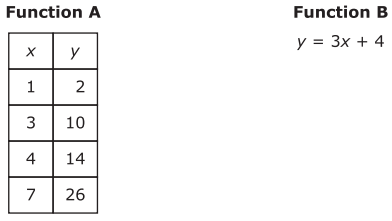 Function A
x y
1 2
3 10
4 14
7 26
Function B
y = 3x + 4